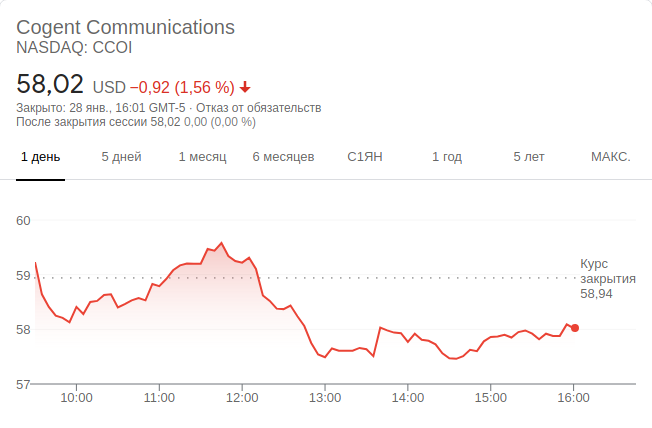 Cogent Communications
NASDAQ: CCOI
58,02 USD −0,92 (1,56 %)
Закрыто: 28 янв., 16:01 GMT-5 · Отказ от обязательств
После закрытия сессии 58,02 0,00 (0,00 %)
1 день 5 дней 1 месяц 6 месяцев С1ЯН 1 год 5 лет МАКС.
60
59
58
57
Курс
закрытия
58,94
10:00 11:00 12:00 13:00 14:00 15:00 16:00